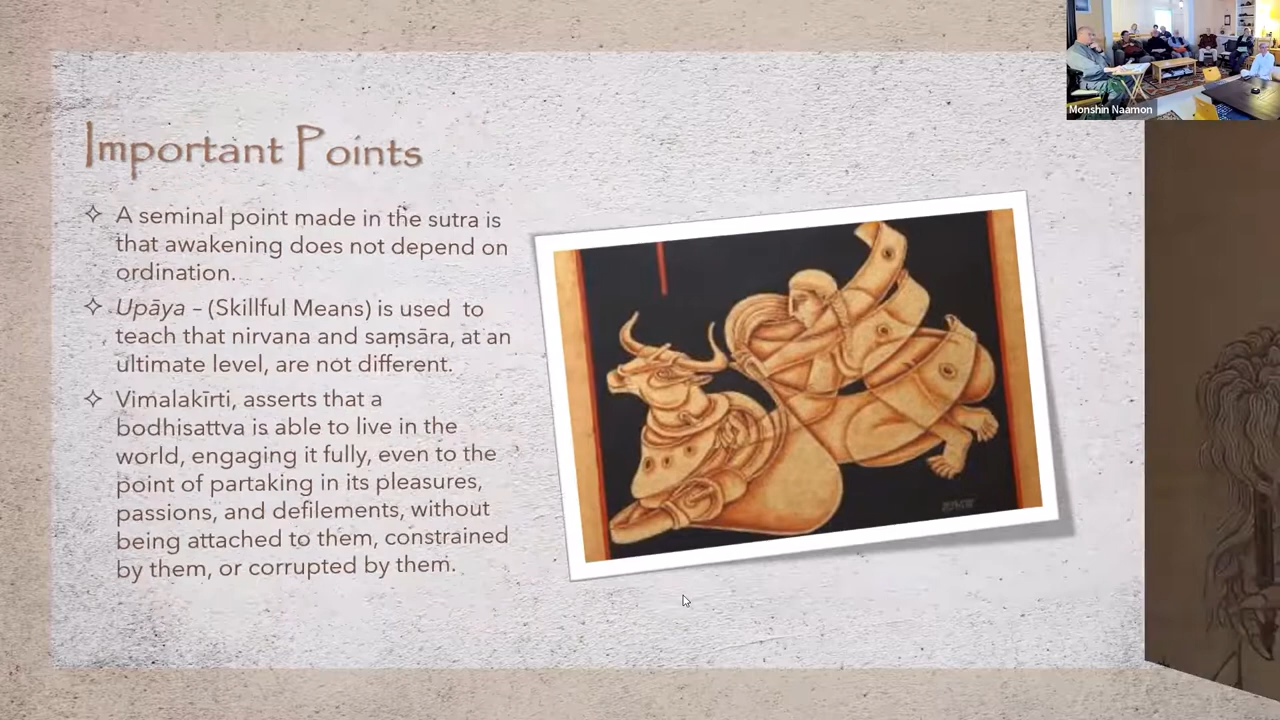 Important Points
A seminal point made in the sutra is
that awakening does not depend on
ordination.
Upāya – (Skillful Means) is used to
teach that nirvana and saṃsāra, at an
ultimate level, are not different.
Vimalakīrti, asserts that a
bodhisattva is able to live in the
world, engaging it fully, even to the
point of partaking in its pleasures,
passions, and defilements, without
being attached to them, constrained
by them, or corrupted by them.
Monshin Naamon